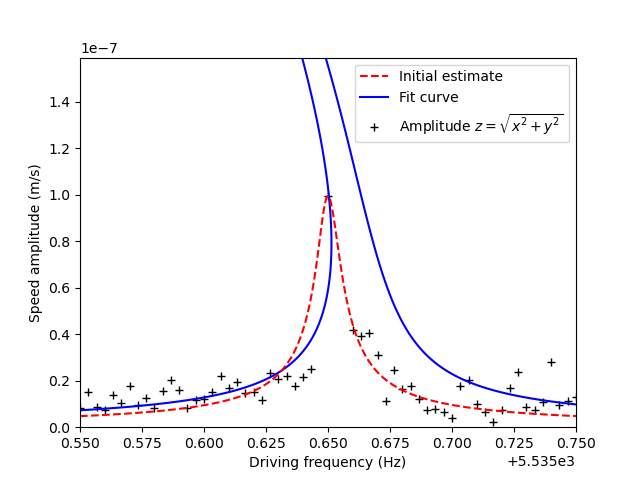 1e−7
Speed amplitude (m/s)
1.4
1.2
1.0
0.8
0.6
0.4
0.2
0.0
Initial estimate
Fit curve
Amplitude z = √x² + y²
0.550 0.575 0.600 0.625 0.650 0.675 0.700 0.725 0.750
Driving frequency (Hz)
+5.535e3